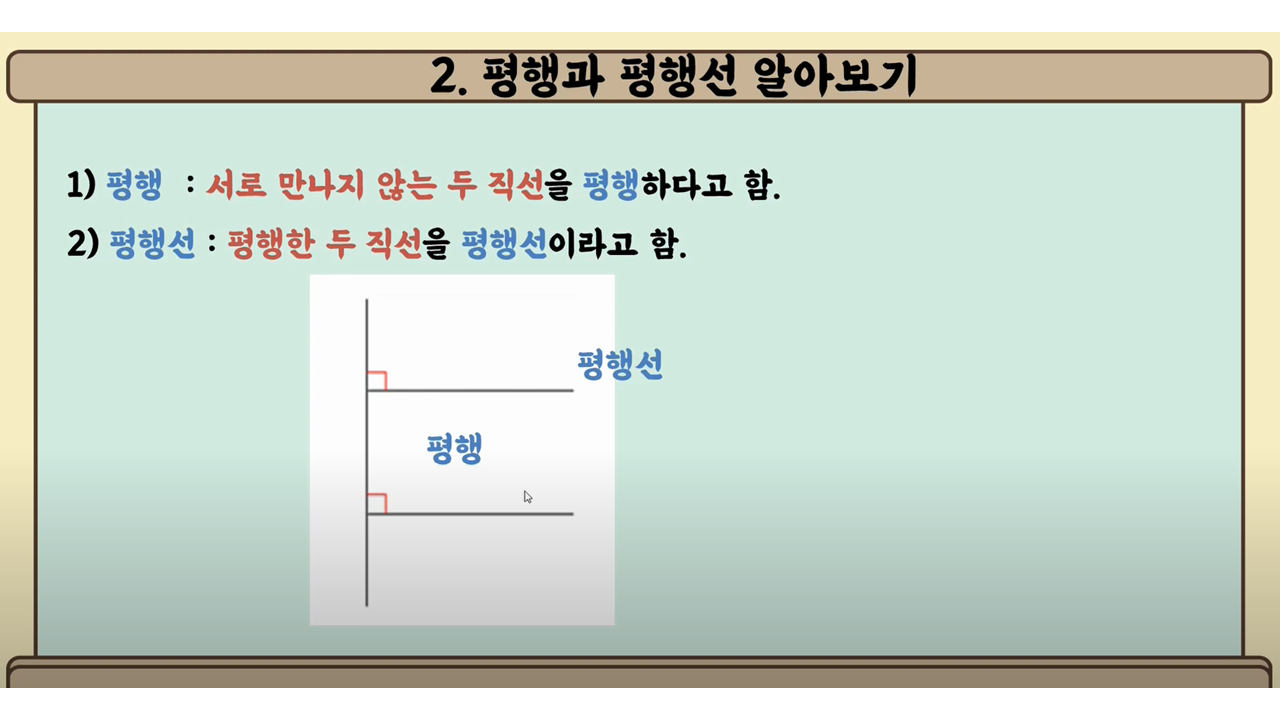 2. 평행과 평행선 알아보기
1) 평행 : 서로 만나지 않는 두 직선을 평행하다고 함.
2) 평행선 : 평행한 두 직선을 평행선이라고 함.
평행선
평행